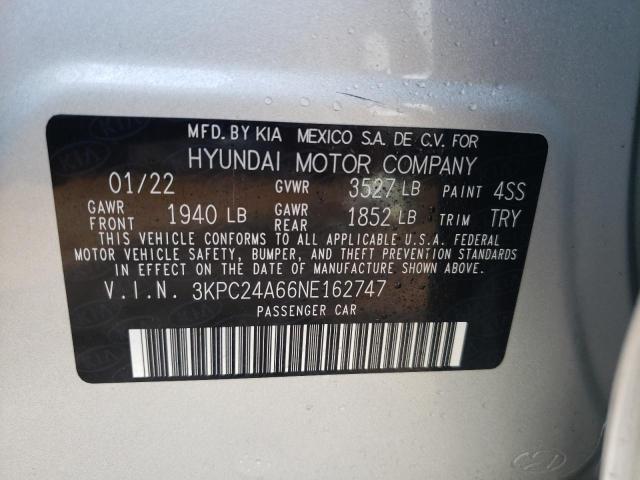 MFD. BY KIA MEXICO S.A. DE C.V. FOR
HYUNDAI MOTOR COMPANY
01/22 GVWR 3527 LB PAINT 4SS
GAWR FRONT 1940 LB GAWR REAR 1852 LB TRIM TRY
THIS VEHICLE CONFORMS TO ALL APPLICABLE U.S.A. FEDERAL
MOTOR VEHICLE SAFETY, BUMPER, AND THEFT PREVENTION STANDARDS
IN EFFECT ON THE DATE OF MANUFACTURE SHOWN ABOVE.
V.I.N. 3KPC24A66NE162747
PASSENGER CAR